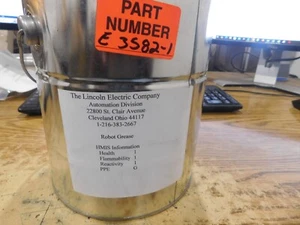 PART
NUMBER
E 3582-1
The Lincoln Electric Company
Automation Division
22800 St. Clair Avenue
Cleveland Ohio 44117
1-216-383-2667
Robot Grease
HMIS Information
Health 1
Flammability 1
Reactivity 1
PPE G